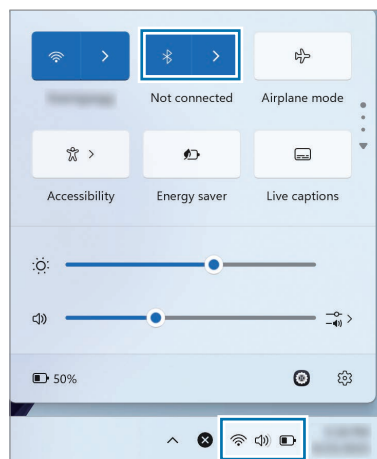 Not connected
Airplane mode
Accessibility
Energy saver
Live captions
50%